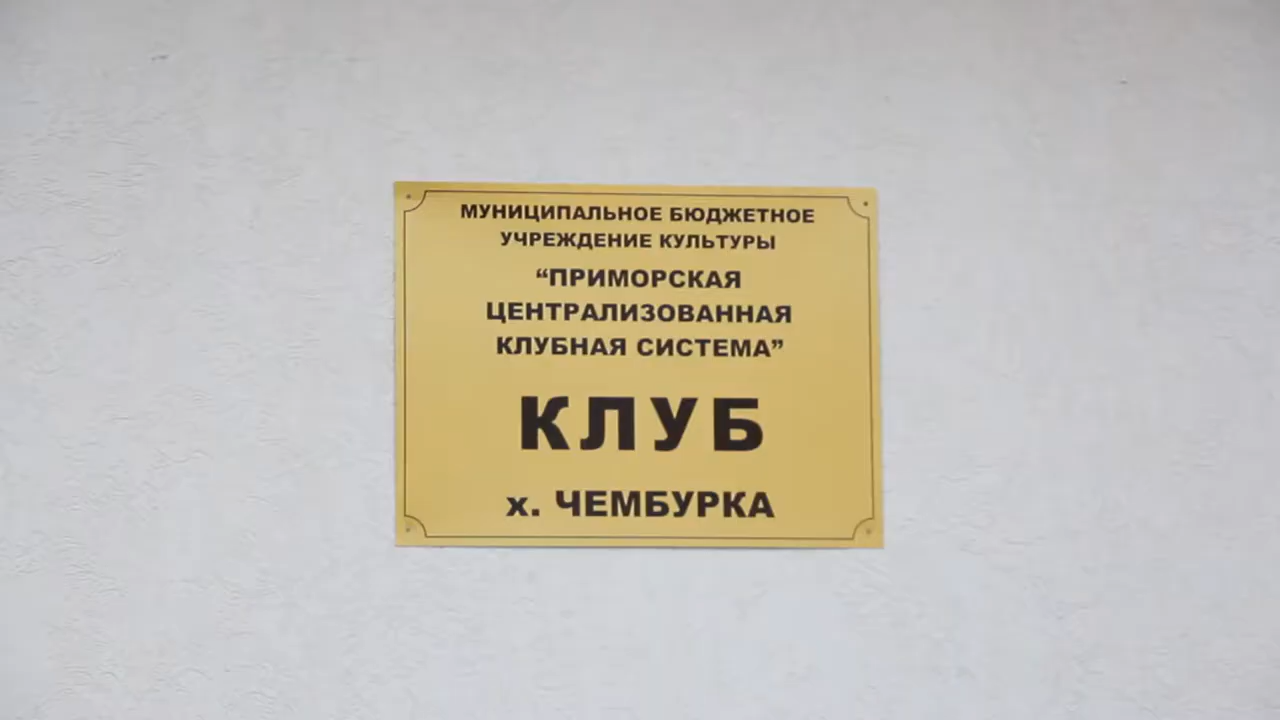 МУНИЦИПАЛЬНОЕ БЮДЖЕТНОЕ
УЧРЕЖДЕНИЕ КУЛЬТУРЫ
“ПРИМОРСКАЯ
ЦЕНТРАЛИЗОВАННАЯ
КЛУБНАЯ СИСТЕМА”
КЛУБ
х. ЧЕМБУРКА